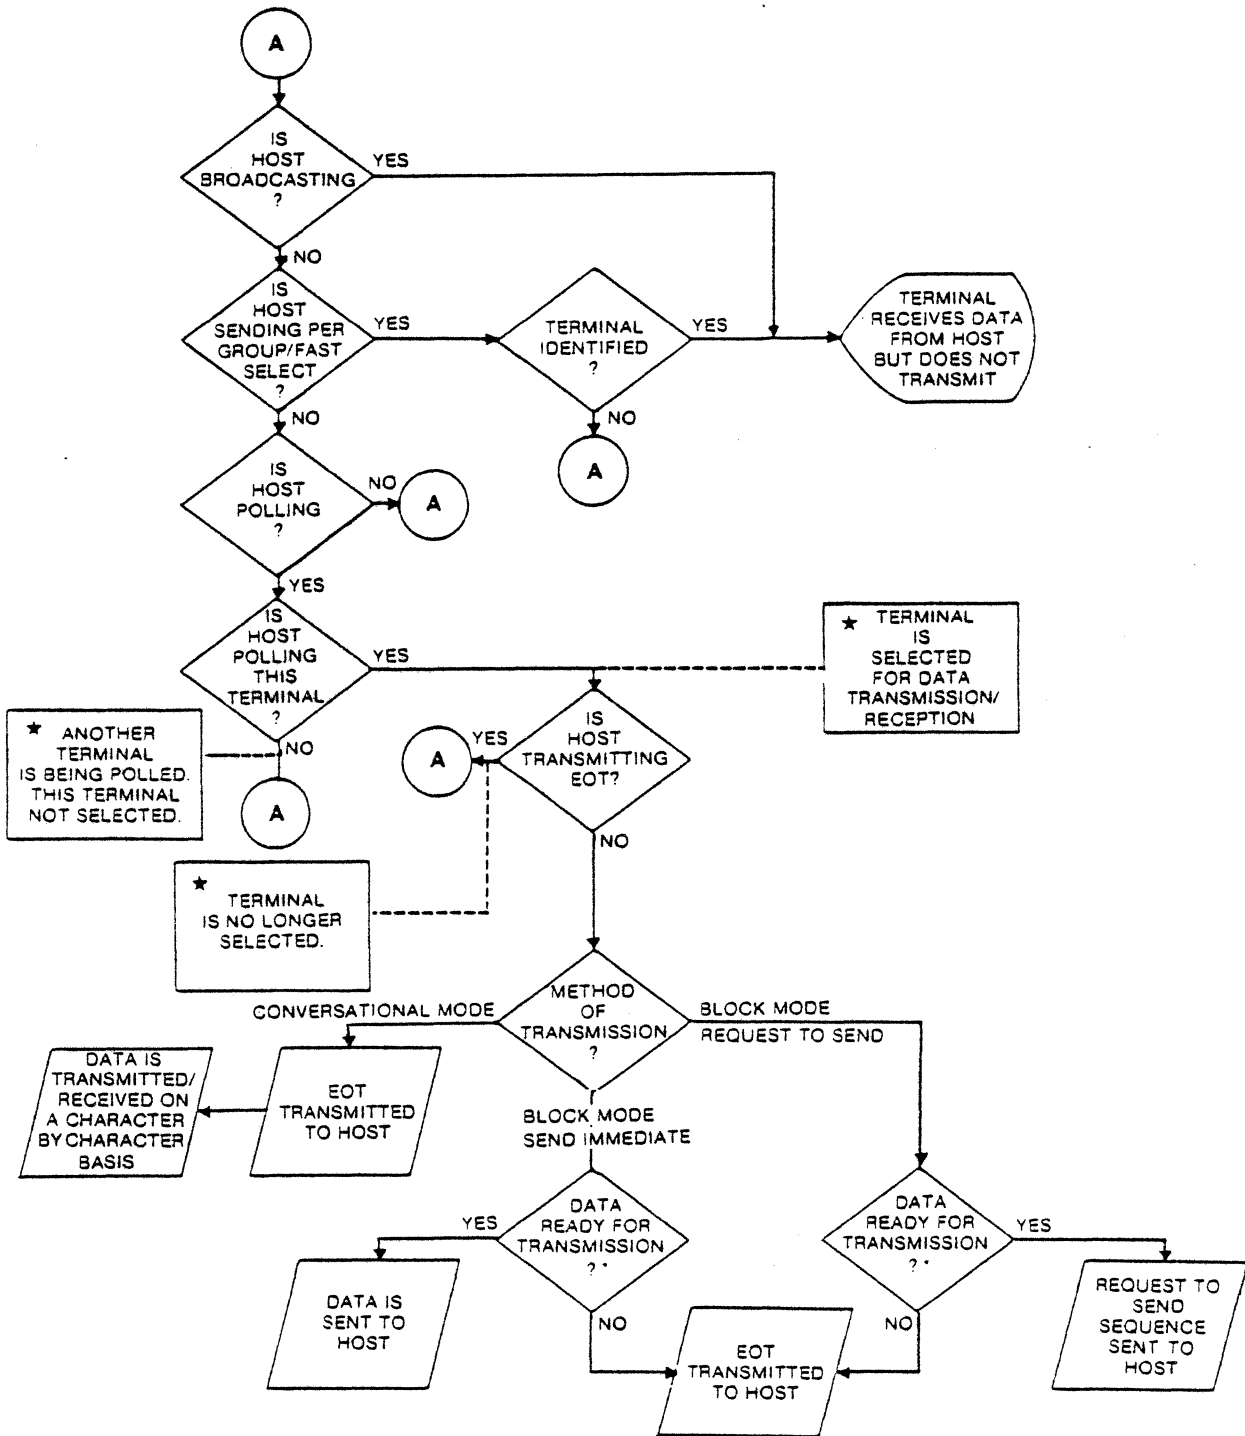 A
IS
HOST
BROADCASTING
?
YES
NO
IS
HOST
SENDING PER
GROUP/FAST
SELECT
?
YES
TERMINAL
IDENTIFIED
?
YES
TERMINAL
RECEIVES DATA
FROM HOST
BUT DOES NOT
TRANSMIT
NO
NO
A
IS
HOST
POLLING
?
NO
A
YES
IS
HOST
POLLING
THIS
TERMINAL
?
YES
★ TERMINAL
IS
SELECTED
FOR DATA
TRANSMISSION/
RECEPTION
★ ANOTHER
TERMINAL
IS BEING POLLED.
THIS TERMINAL
NOT SELECTED.
NO
A
IS
HOST
TRANSMITTING
EOT?
YES
A
NO
★
TERMINAL
IS NO LONGER
SELECTED.
METHOD
OF
TRANSMISSION
?
CONVERSATIONAL MODE
BLOCK MODE
REQUEST TO SEND
EOT
TRANSMITTED
TO HOST
DATA IS
TRANSMITTED/
RECEIVED ON
A CHARACTER
BY CHARACTER
BASIS
BLOCK MODE
SEND IMMEDIATE
DATA
READY FOR
TRANSMISSION
?*
YES
DATA IS
SENT TO
HOST
NO
DATA
READY FOR
TRANSMISSION
?*
YES
REQUEST TO
SEND
SEQUENCE
SENT TO
HOST
NO
EOT
TRANSMITTED
TO HOST